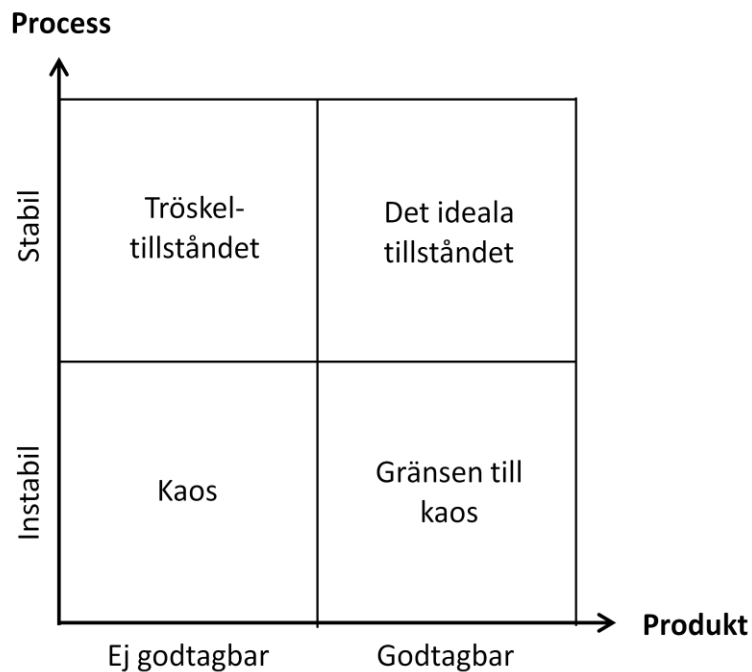 Process
Stabil
Tröskel-
tillståndet
Det ideala
tillståndet
Instabil
Kaos
Gränsen till
kaos
Produkt
Ej godtagbar
Godtagbar